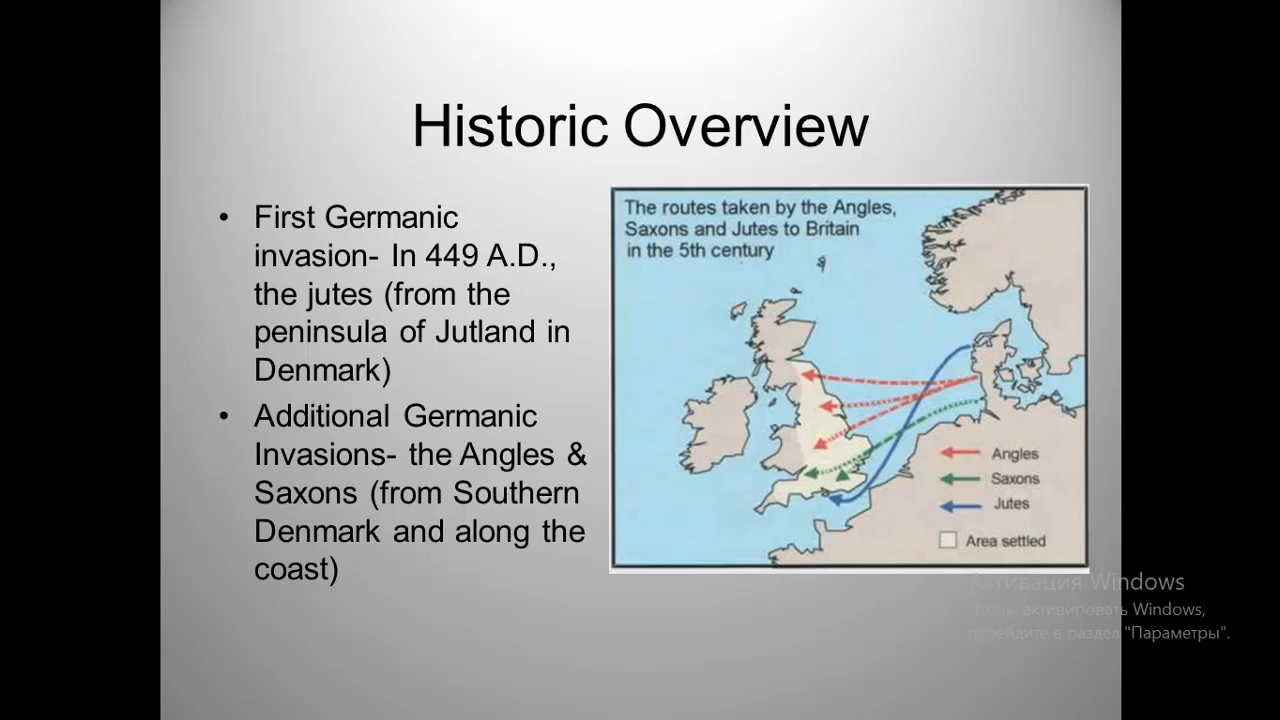 Historic Overview
• First Germanic
invasion- In 449 A.D.,
the jutes (from the
peninsula of Jutland in
Denmark)
• Additional Germanic
Invasions- the Angles &
Saxons (from Southern
Denmark and along the
coast)
The routes taken by the Angles,
Saxons and Jutes to Britain
in the 5th century
Angles
Saxons
Jutes
Area settled
Активация Windows
Чтобы активировать Windows,
перейдите в раздел "Параметры".